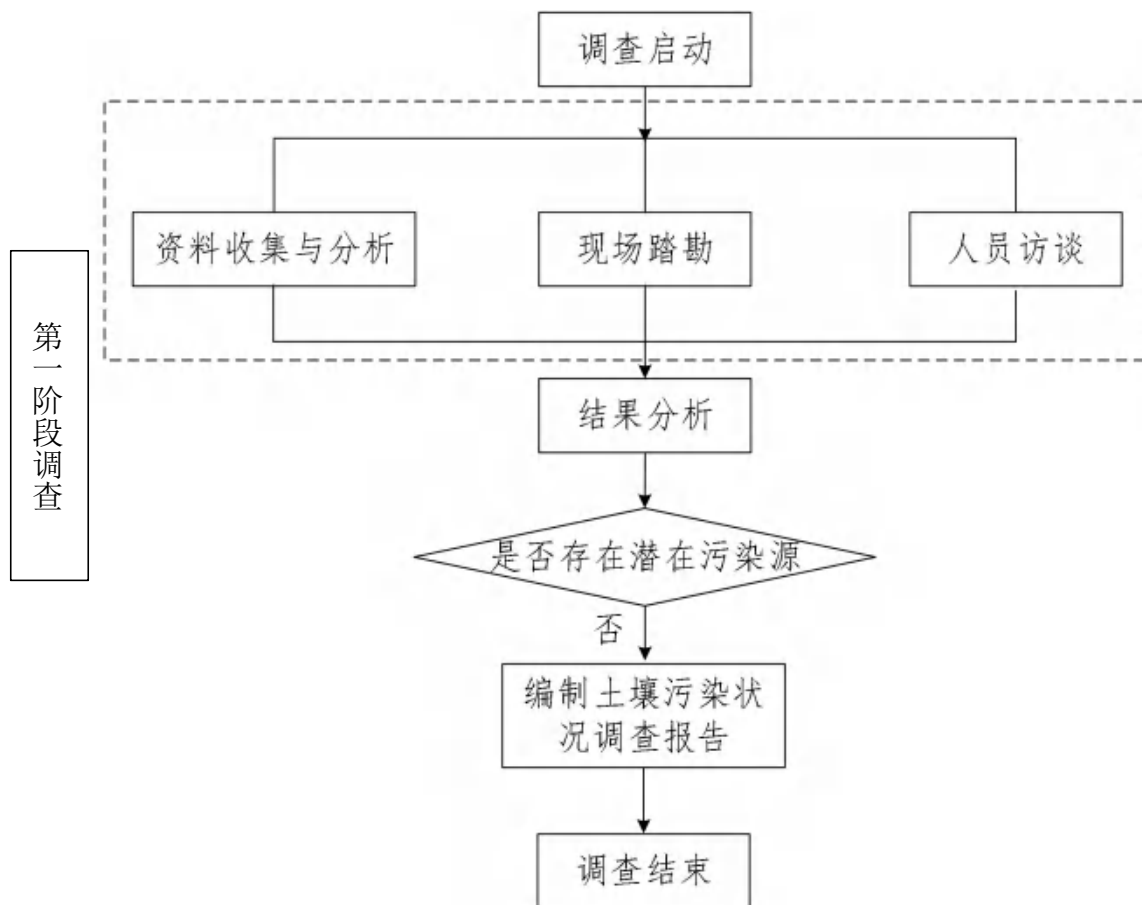 调查启动
资料收集与分析
现场踏勘
人员访谈
第一阶段调查
结果分析
是否存在潜在污染源
否
编制土壤污染状
况调查报告
调查结束